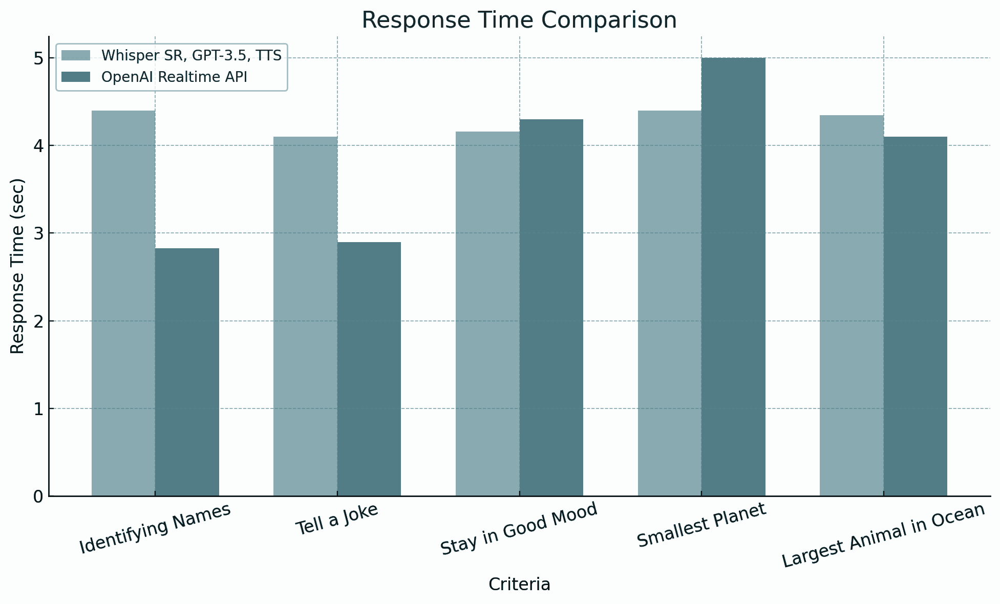 Response Time Comparison
Whisper SR, GPT-3.5, TTS
OpenAI Realtime API
Response Time (sec)
5
4
3
2
1
0
Identifying Names
Tell a Joke
Stay in Good Mood
Smallest Planet
Largest Animal in Ocean
Criteria